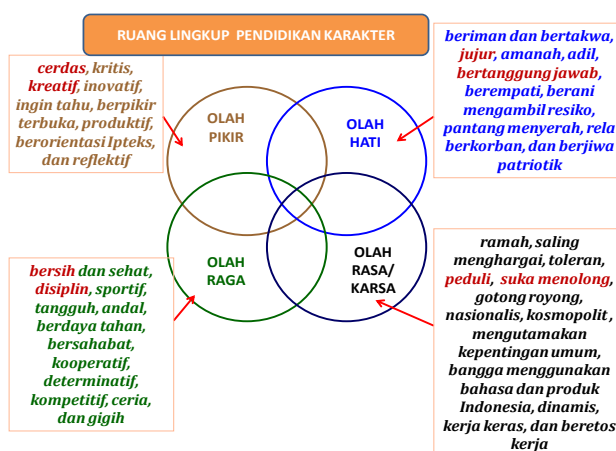 RUANG LINGKUP PENDIDIKAN KARAKTER
cerdas, kritis,
kreatif, inovatif,
ingin tahu, berpikir
terbuka, produktif,
berorientasi Ipteks,
dan reflektif
OLAH
PIKIR
OLAH
HATI
beriman dan bertakwa,
jujur, amanah, adil,
bertanggung jawab,
berempati, berani
mengambil resiko,
pantang menyerah, rela
berkorban, dan berjiwa
patriotik
bersih dan sehat,
disiplin, sportif,
tangguh, andal,
berdaya tahan,
bersahabat,
kooperatif,
determinatif,
kompetitif, ceria,
dan gigih
OLAH
RAGA
OLAH
RASA/
KARSA
ramah, saling
menghargai, toleran,
peduli, suka menolong,
gotong royong,
nasionalis, kosmopolit ,
mengutamakan
kepentingan umum,
bangga menggunakan
bahasa dan produk
Indonesia, dinamis,
kerja keras, dan beretos
kerja